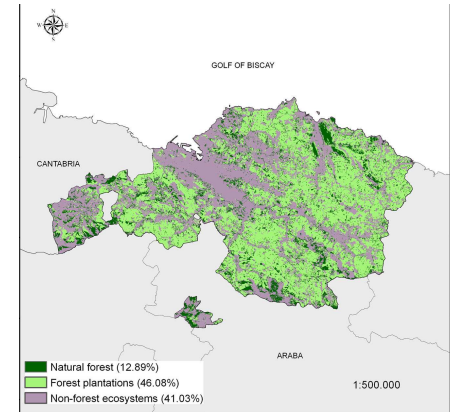 N
W
E
S
GOLF OF BISCAY
CANTABRIA
ARABA
Natural forest (12.89%)
Forest plantations (46.08%)
Non-forest ecosystems (41.03%)
1:500.000